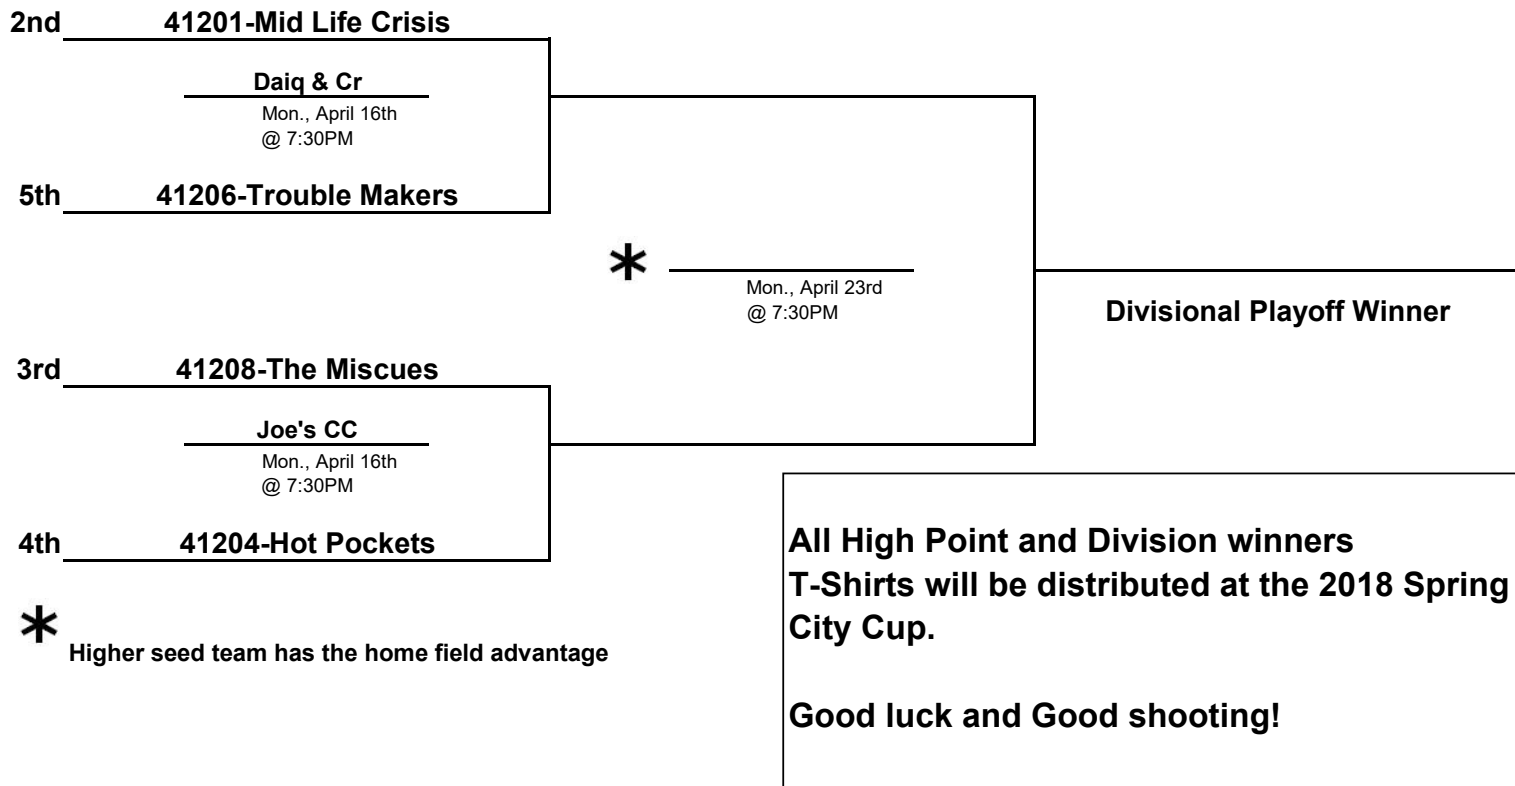 2nd 41201-Mid Life Crisis
Daiq & Cr
Mon., April 16th
@ 7:30PM
5th 41206-Trouble Makers
*
Mon., April 23rd
@ 7:30PM
Divisional Playoff Winner
3rd 41208-The Miscues
Joe's CC
Mon., April 16th
@ 7:30PM
4th 41204-Hot Pockets
* Higher seed team has the home field advantage
All High Point and Division winners
T-Shirts will be distributed at the 2018 Spring
City Cup.
Good luck and Good shooting!